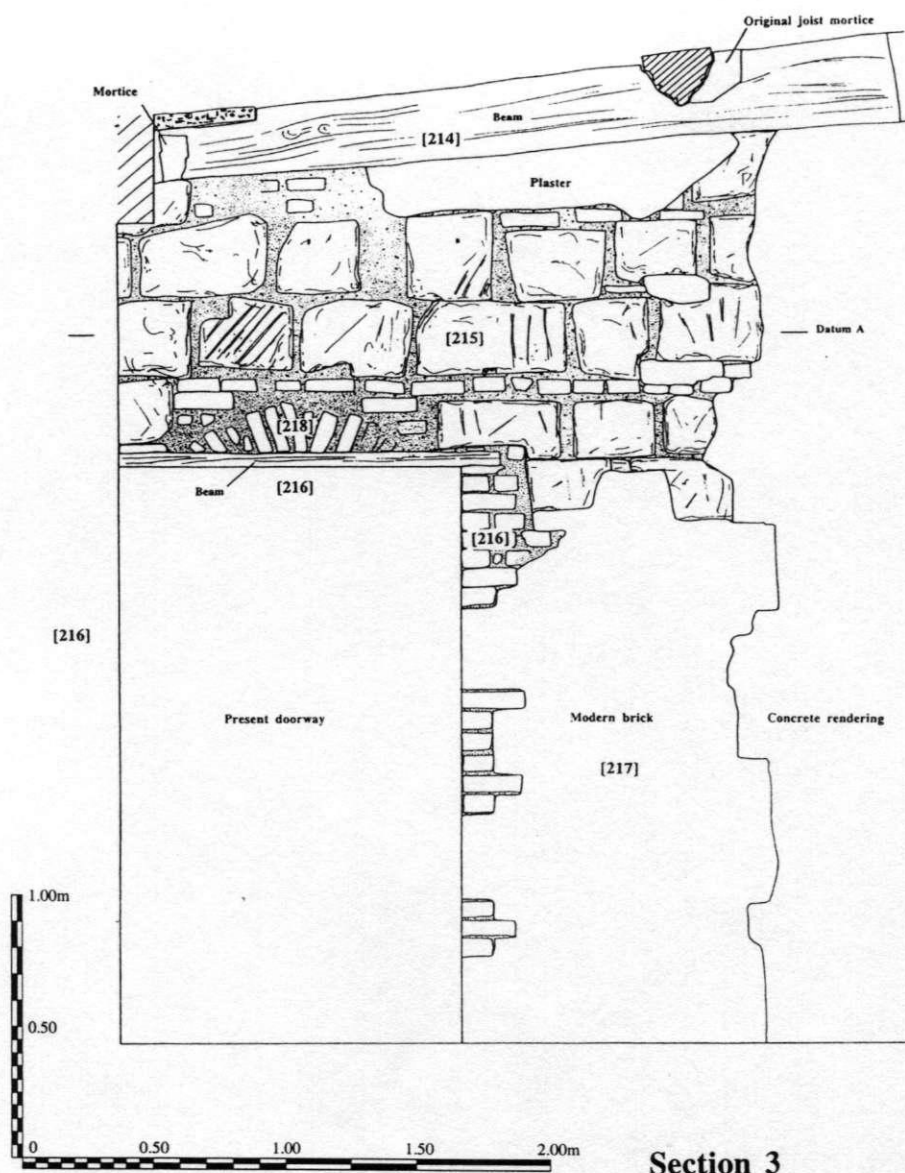 Original joist mortice
Mortice
Beam
[214]
Plaster
[215]
Datum A
[218]
Beam
[216]
[216]
[216]
Present doorway
Modern brick
Concrete rendering
[217]
1.00m
0.50
0
0.50
1.00
1.50
2.00m
Section 3